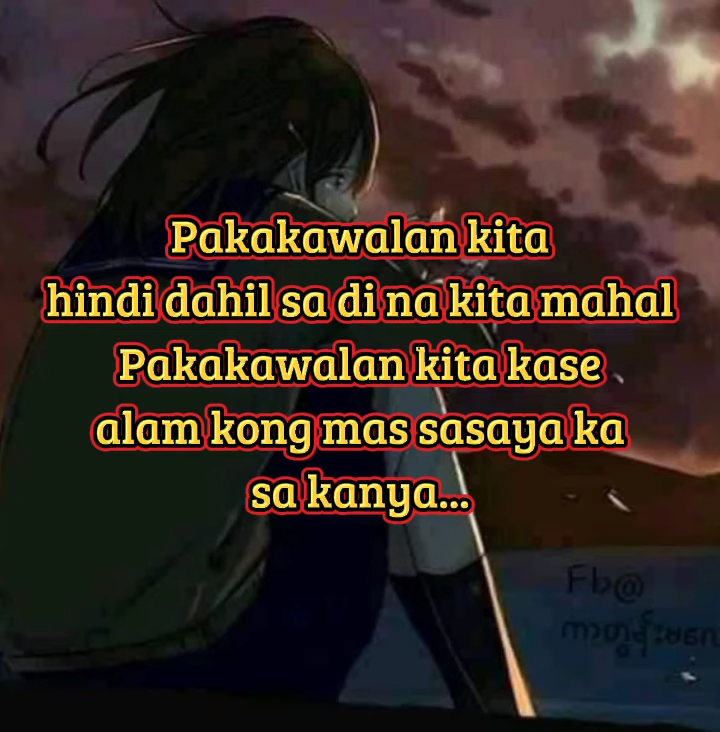 Pakakawalan kita
hindi dahil sa di na kita mahal
Pakakawalan kita kase
alam kong mas sasaya ka
sa kanya...
Fb@